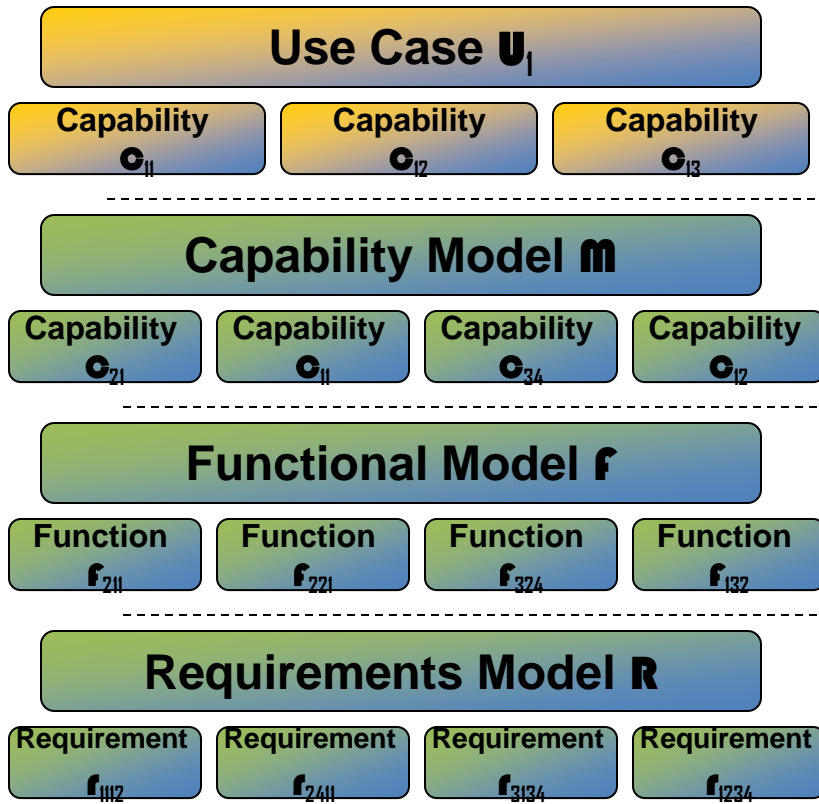 Use Case U₁
Capability Capability Capability
C₁₁ C₁₂ C₁₃
Capability Model M
Capability Capability Capability Capability
C₂₁ C₁₁ C₃₄ C₁₂
Functional Model F
Function Function Function Function
F₂₁₁ F₂₂₁ F₃₂₄ F₁₃₂
Requirements Model R
Requirement Requirement Requirement Requirement
r₁₁₁₂ r₂₄₁₁ r₃₁₃₄ r₁₂₃₄